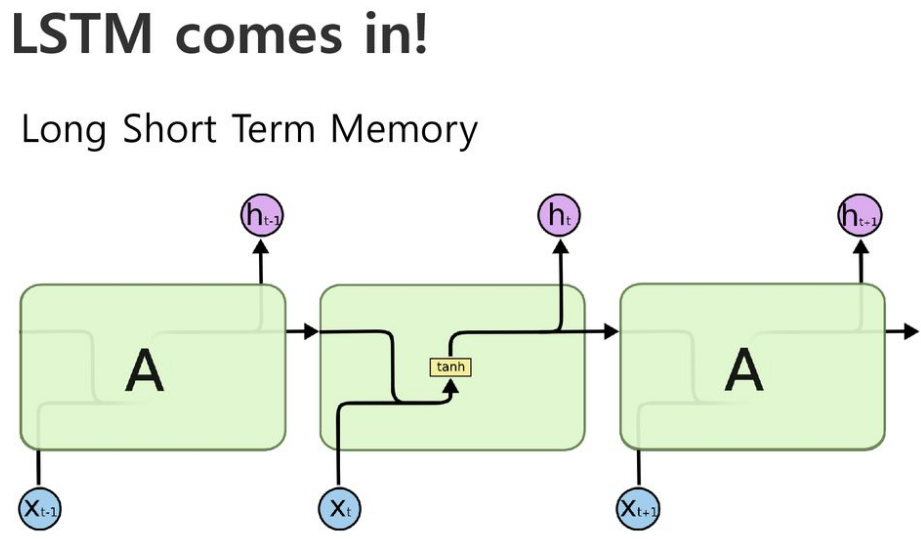 LSTM comes in!
Long Short Term Memory
ht-1 ht ht+1
A tanh A
Xt-1 Xt Xt+1